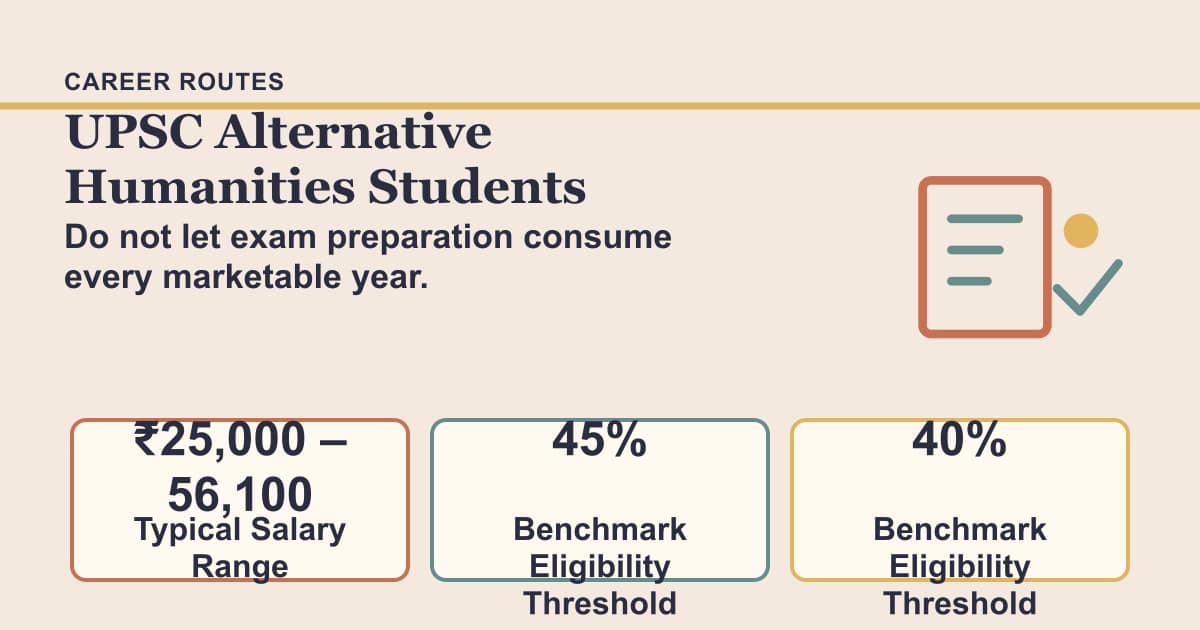 CAREER ROUTES
UPSC Alternative
Humanities Students
Do not let exam preparation consume
every marketable year.
₹25,000 –
56,100
Typical Salary
Range
45%
Benchmark
Eligibility
Threshold
40%
Benchmark
Eligibility
Threshold